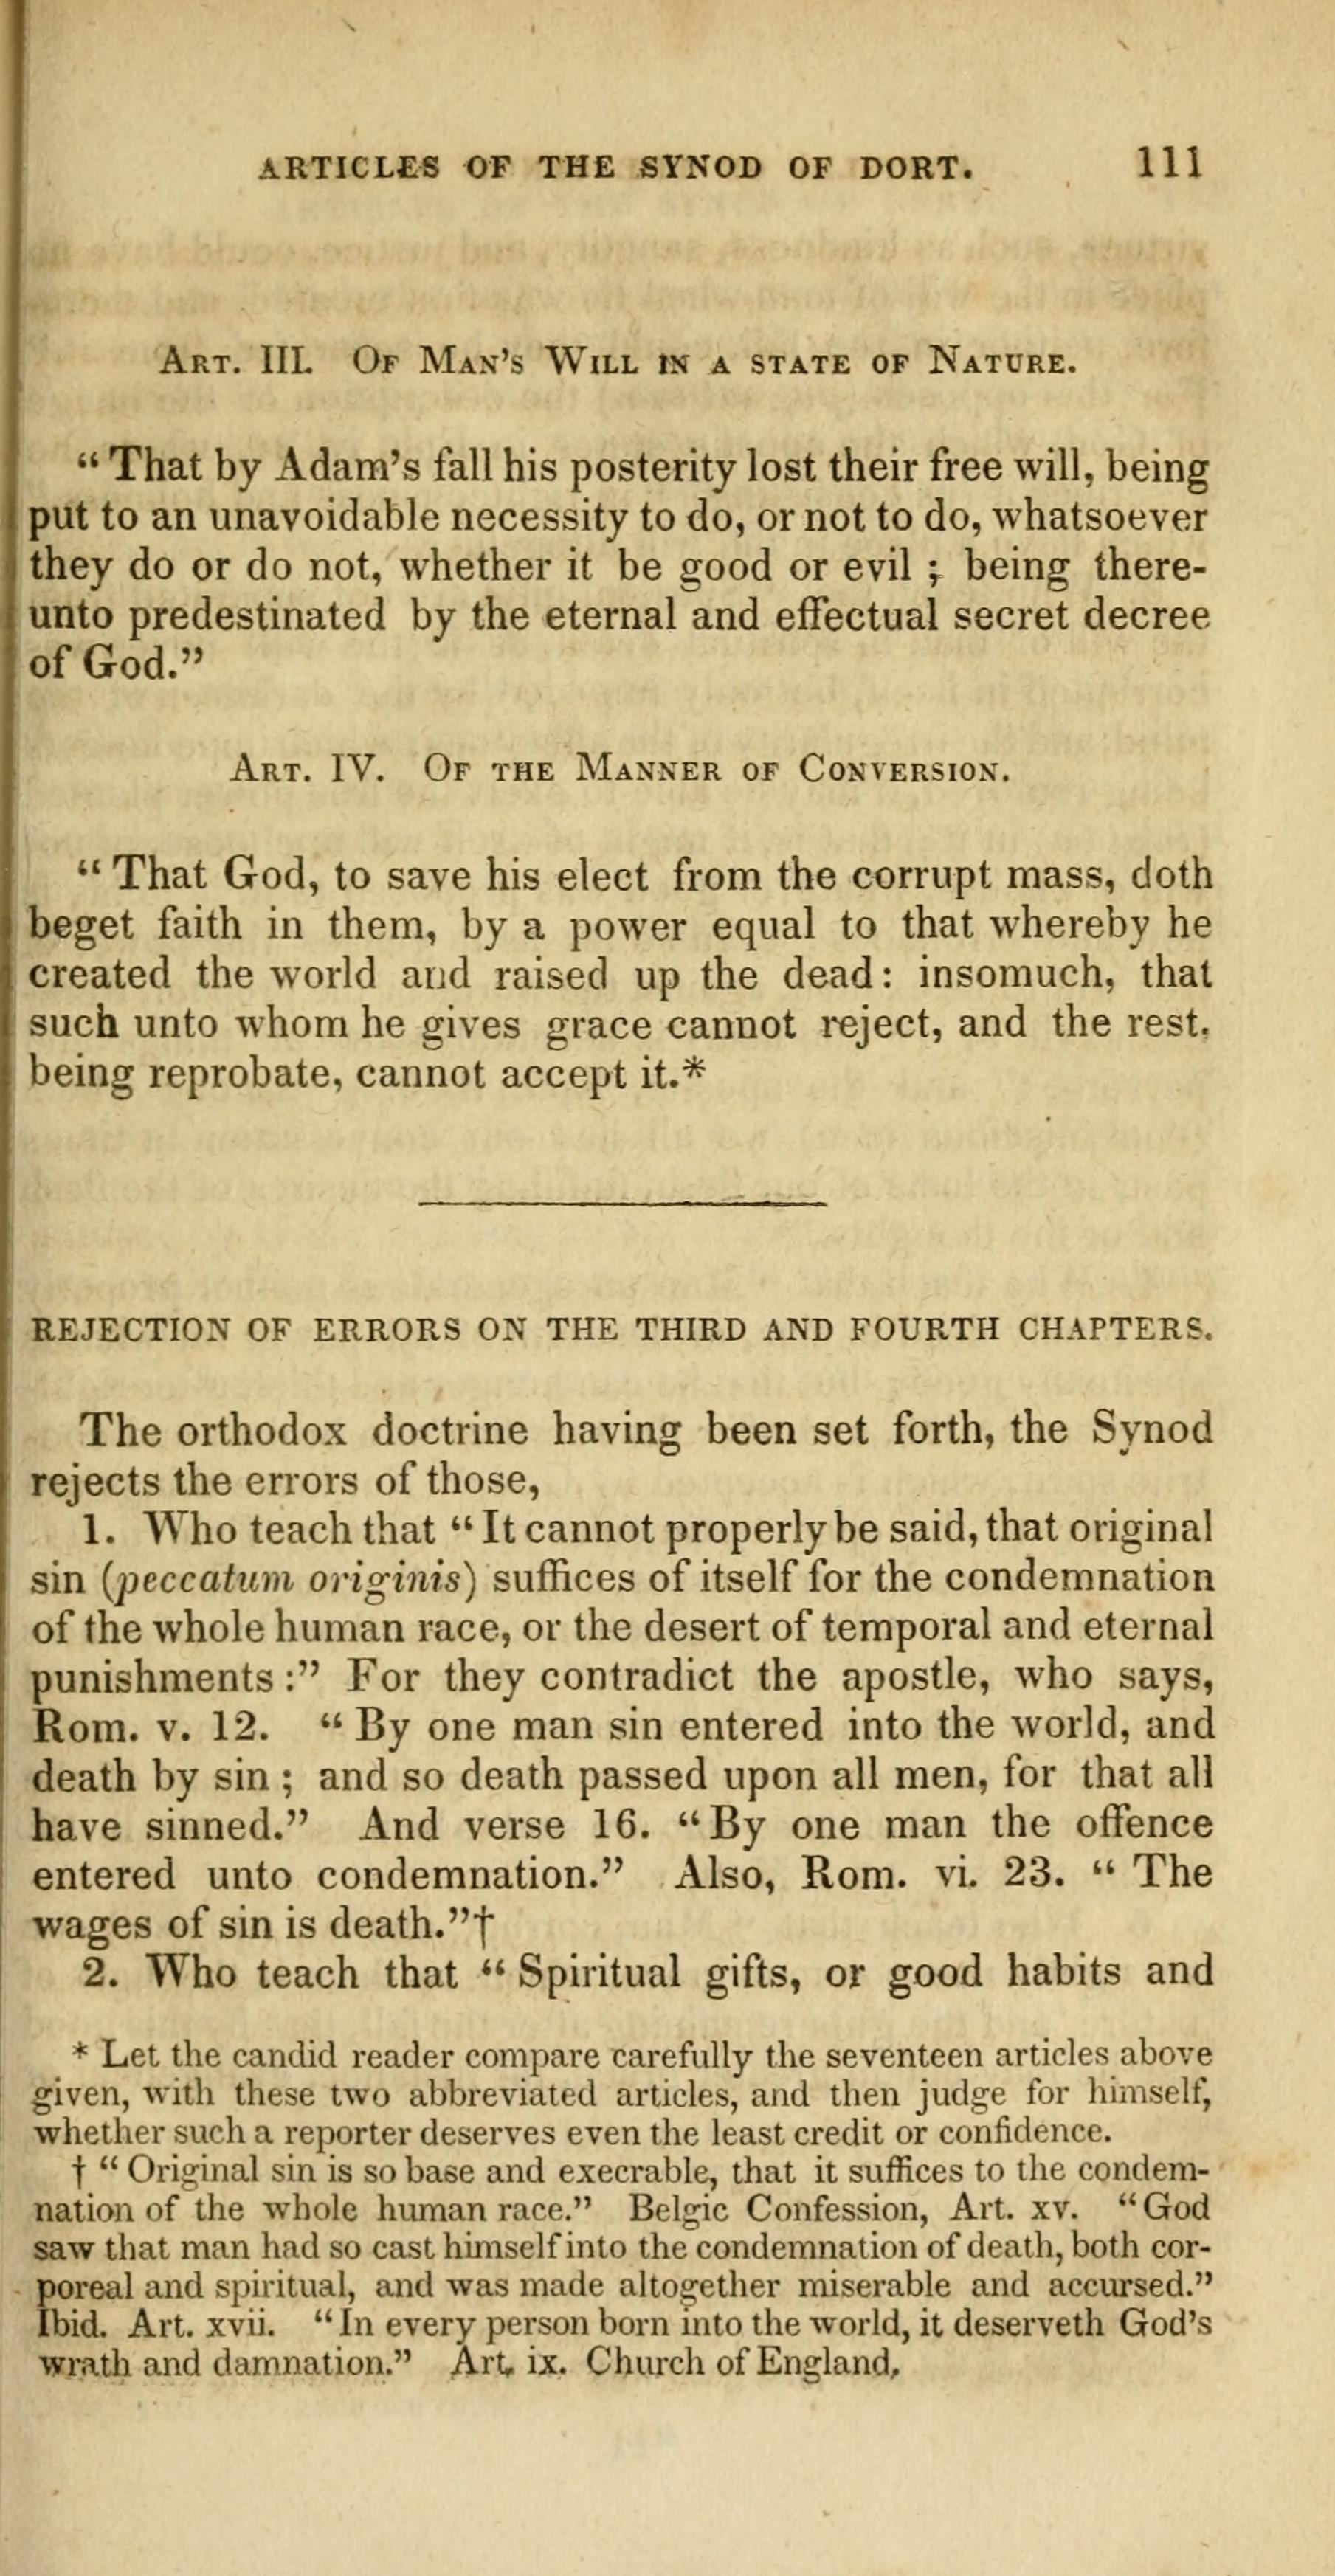 ARTICLES OF THE SYNOD OF DORT. 111
ART. III. OF MAN'S WILL IN A STATE OF NATURE.
" That by Adam's fall his posterity lost their free will, being
put to an unavoidable necessity to do, or not to do, whatsoever
they do or do not, whether it be good or evil ; being there-
unto predestinated by the eternal and effectual secret decree
of God."
ART. IV. OF THE MANNER OF CONVERSION.
" That God, to save his elect from the corrupt mass, doth
beget faith in them, by a power equal to that whereby he
created the world and raised up the dead: insomuch, that
such unto whom he gives grace cannot reject, and the rest,
being reprobate, cannot accept it.*
REJECTION OF ERRORS ON THE THIRD AND FOURTH CHAPTERS.
The orthodox doctrine having been set forth, the Synod
rejects the errors of those,
1. Who teach that " It cannot properly be said, that original
sin (peccatum originis) suffices of itself for the condemnation
of the whole human race, or the desert of temporal and eternal
punishments :" For they contradict the apostle, who says,
Rom. v. 12. " By one man sin entered into the world, and
death by sin ; and so death passed upon all men, for that all
have sinned." And verse 16. "By one man the offence
entered unto condemnation." Also, Rom. vi. 23. " The
wages of sin is death."†
2. Who teach that " Spiritual gifts, or good habits and
* Let the candid reader compare carefully the seventeen articles above
given, with these two abbreviated articles, and then judge for himself,
whether such a reporter deserves even the least credit or confidence.
† " Original sin is so base and execrable, that it suffices to the condem-
nation of the whole human race." Belgic Confession, Art. xv. "God
saw that man had so cast himself into the condemnation of death, both cor-
poreal and spiritual, and was made altogether miserable and accursed."
Ibid. Art. xvii. "In every person born into the world, it deserveth God's
wrath and damnation." Art. ix. Church of England.